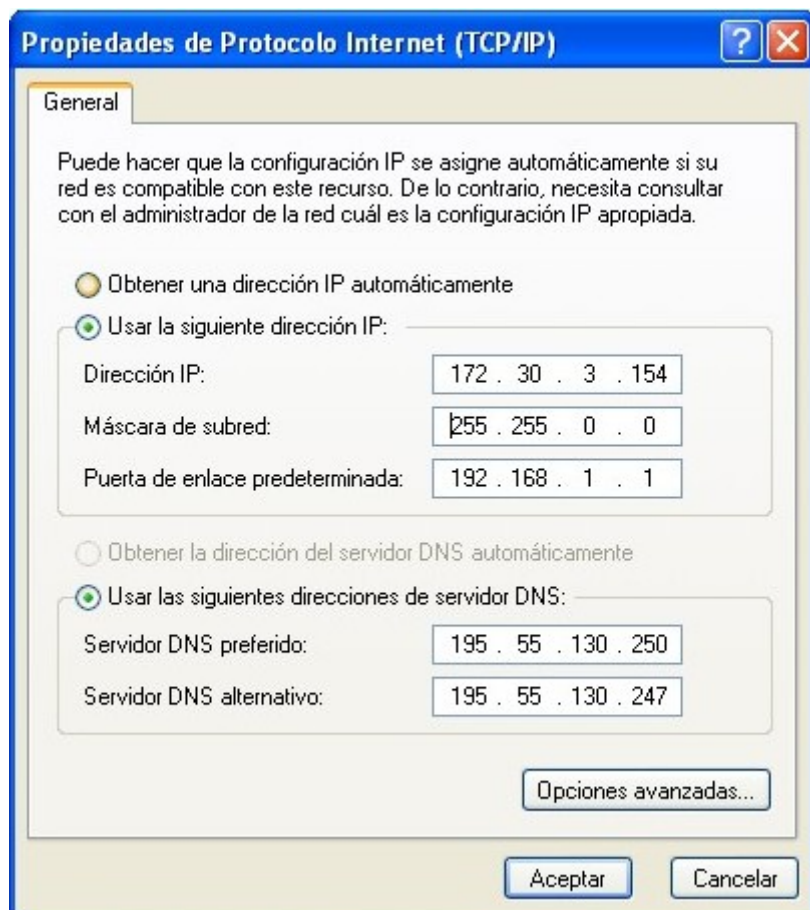 Propiedades de Protocolo Internet (TCP/IP)
General
Puede hacer que la configuración IP se asigne automáticamente si su
red es compatible con este recurso. De lo contrario, necesita consultar
con el administrador de la red cuál es la configuración IP apropiada.
Obtener una dirección IP automáticamente
Usar la siguiente dirección IP:
Dirección IP: 172 . 30 . 3 . 154
Máscara de subred: 255 . 255 . 0 . 0
Puerta de enlace predeterminada: 192 . 168 . 1 . 1
Obtener la dirección del servidor DNS automáticamente
Usar las siguientes direcciones de servidor DNS:
Servidor DNS preferido: 195 . 55 . 130 . 250
Servidor DNS alternativo: 195 . 55 . 130 . 247
Opciones avanzadas...
Aceptar Cancelar